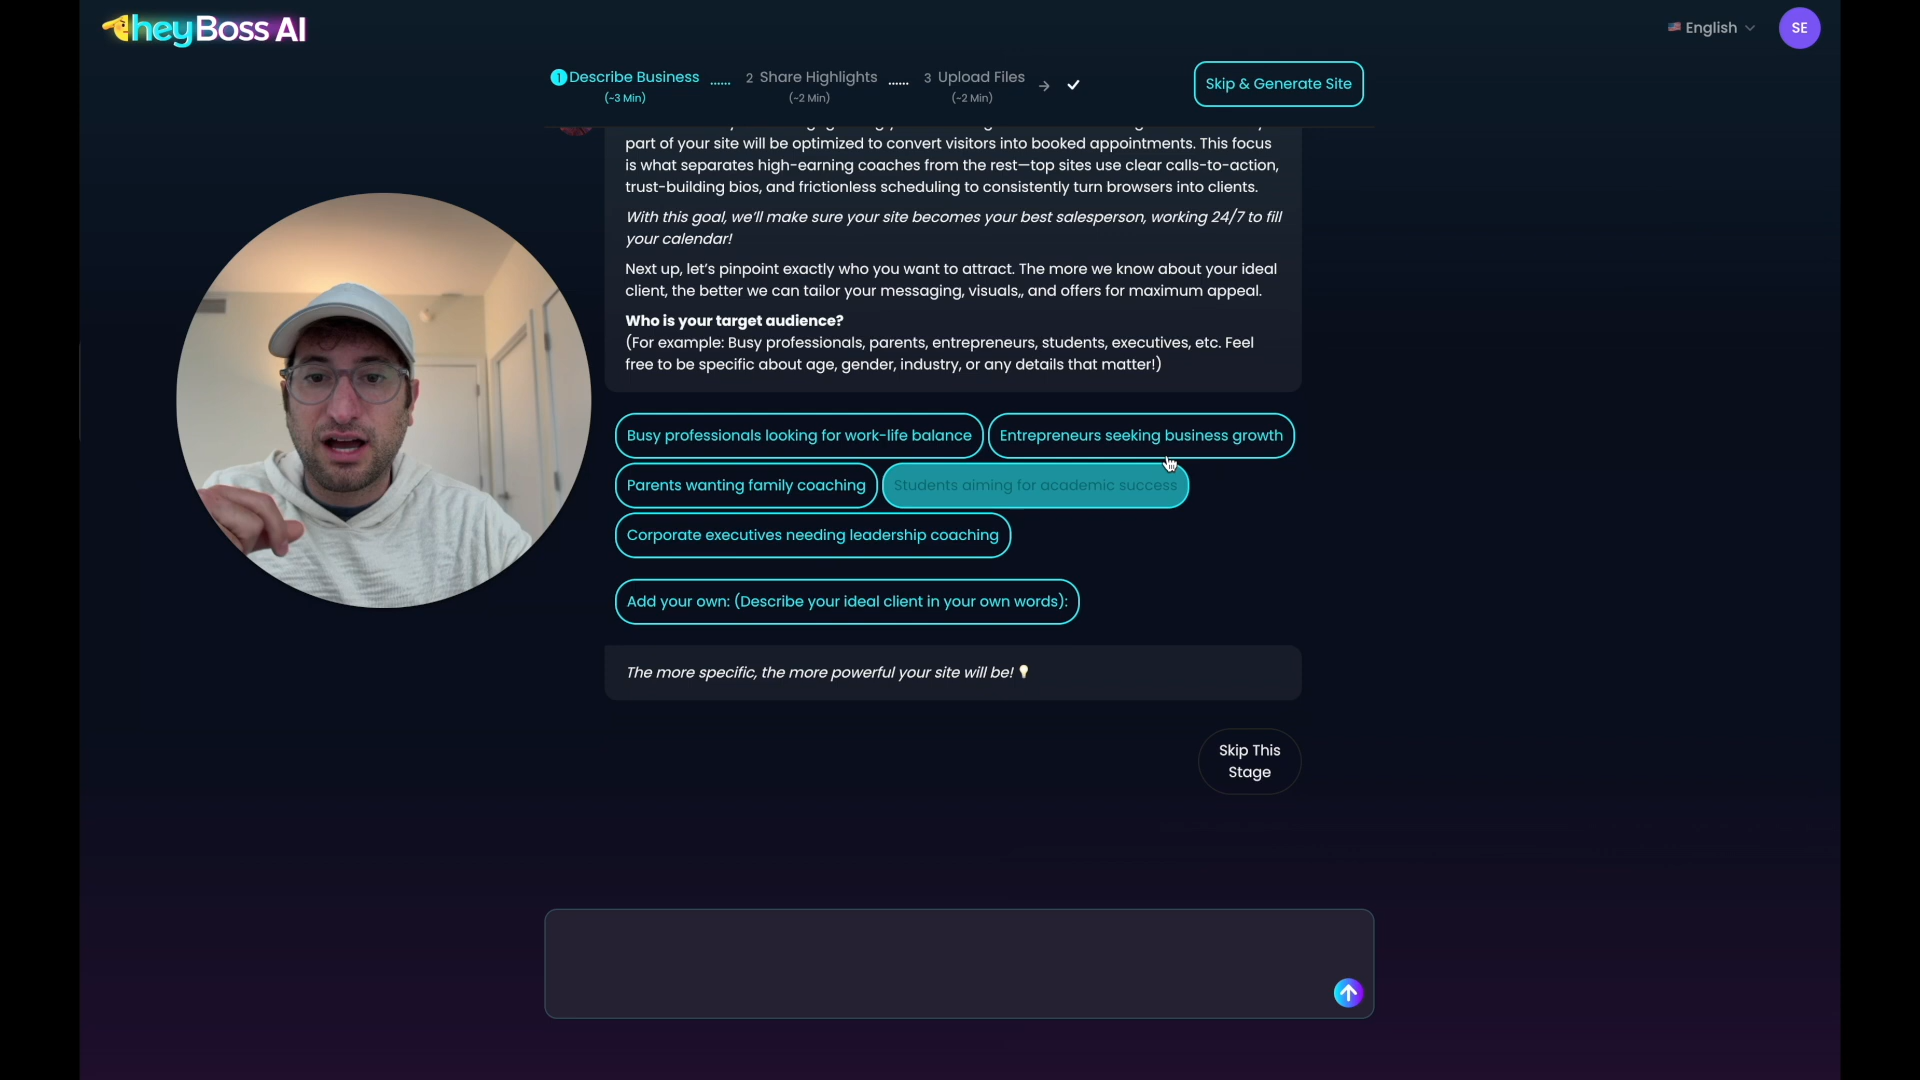 heyBoss AI
English
SE
1 Describe Business ...... 2 Share Highlights ...... 3 Upload Files
(~3 Min) (~2 Min) (~2 Min)
Skip & Generate Site
part of your site will be optimized to convert visitors into booked appointments. This focus
is what separates high-earning coaches from the rest—top sites use clear calls-to-action,
trust-building bios, and frictionless scheduling to consistently turn browsers into clients.
With this goal, we'll make sure your site becomes your best salesperson, working 24/7 to fill
your calendar!
Next up, let's pinpoint exactly who you want to attract. The more we know about your ideal
client, the better we can tailor your messaging, visuals,, and offers for maximum appeal.
Who is your target audience?
(For example: Busy professionals, parents, entrepreneurs, students, executives, etc. Feel
free to be specific about age, gender, industry, or any details that matter!)
Busy professionals looking for work-life balance
Entrepreneurs seeking business growth
Parents wanting family coaching
Students aiming for academic success
Corporate executives needing leadership coaching
Add your own: (Describe your ideal client in your own words):
The more specific, the more powerful your site will be!
Skip This
Stage